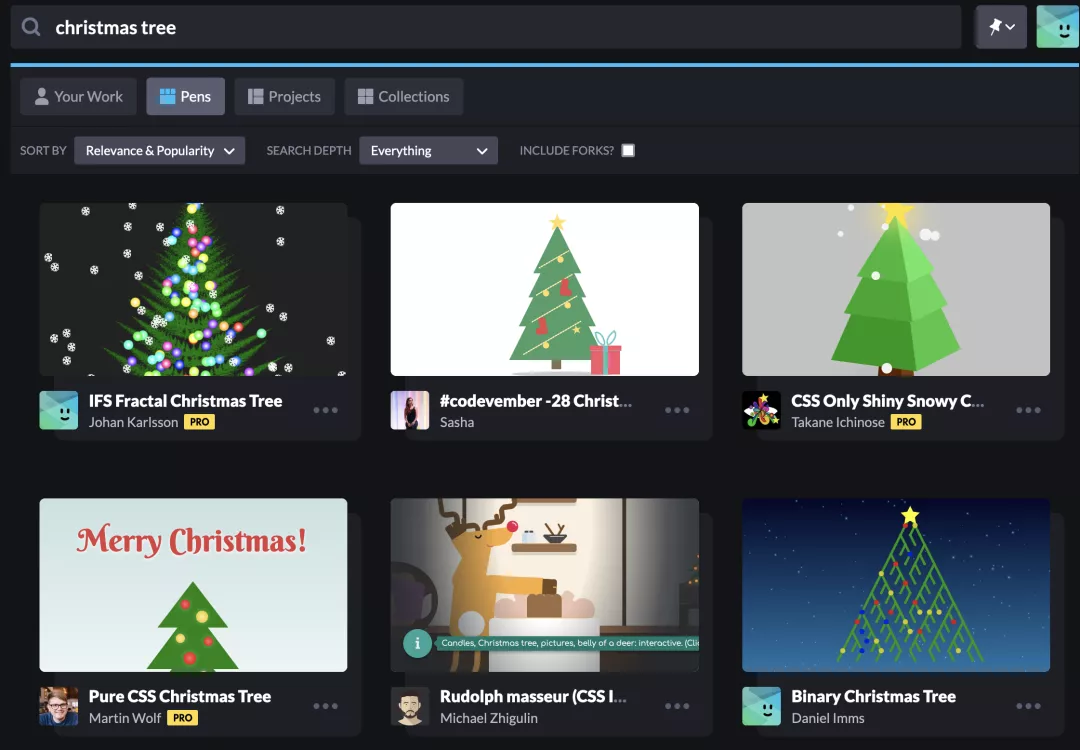 christmas tree
Your Work
Pens
Projects
Collections
SORT BY
Relevance & Popularity
SEARCH DEPTH
Everything
INCLUDE FORKS?
IFS Fractal Christmas Tree
Johan Karlsson PRO
#codevember -28 Christ...
Sasha
CSS Only Shiny Snowy C...
Takane Ichinose PRO
Merry Christmas!
i
Candles, Christmas tree, pictures, belly of a deer: interactive. (Clic
Pure CSS Christmas Tree
Martin Wolf PRO
Rudolph masseur (CSS I...
Michael Zhigulin
Binary Christmas Tree
Daniel Imms